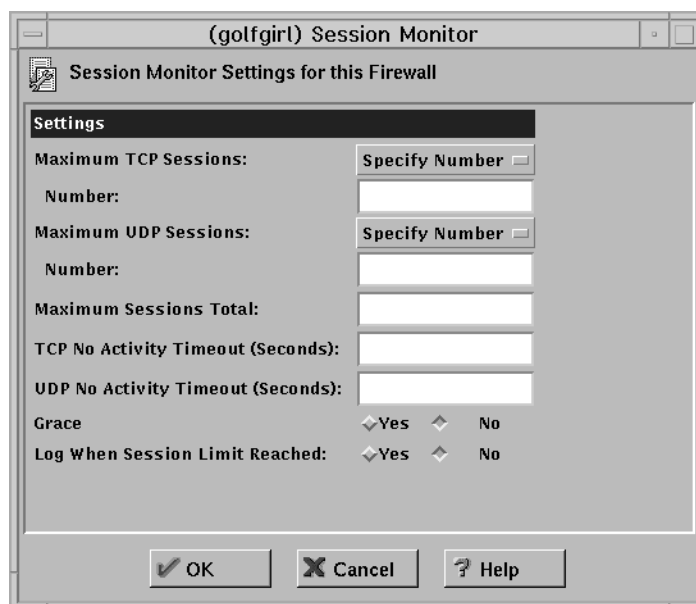 (golfgirl) Session Monitor
Session Monitor Settings for this Firewall
Settings
Maximum TCP Sessions: Specify Number
Number:
Maximum UDP Sessions: Specify Number
Number:
Maximum Sessions Total:
TCP No Activity Timeout (Seconds):
UDP No Activity Timeout (Seconds):
Grace Yes No
Log When Session Limit Reached: Yes No
OK Cancel ? Help